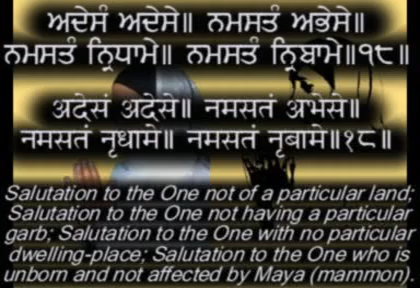 ਅਦੇਸੰ ਅਦੇਸੇ॥ ਨਮਸਤੰ ਅਭੇਸੇ॥
ਨਮਸਤੰ ਨ੍ਰਿਧਾਮੇ॥ ਨਮਸਤੰ ਨ੍ਰਿਬਾਮੇ॥੧੮॥
अदेसं अदेसे॥ नमसतं अभेसे॥
नमसतं नृधामे॥ नमसतं नृबामे॥१८॥
Salutation to the One not of a particular land;
Salutation to the One not having a particular
garb; Salutation to the One with no particular
dwelling-place; Salutation to the One who is
unborn and not affected by Maya (mammon).